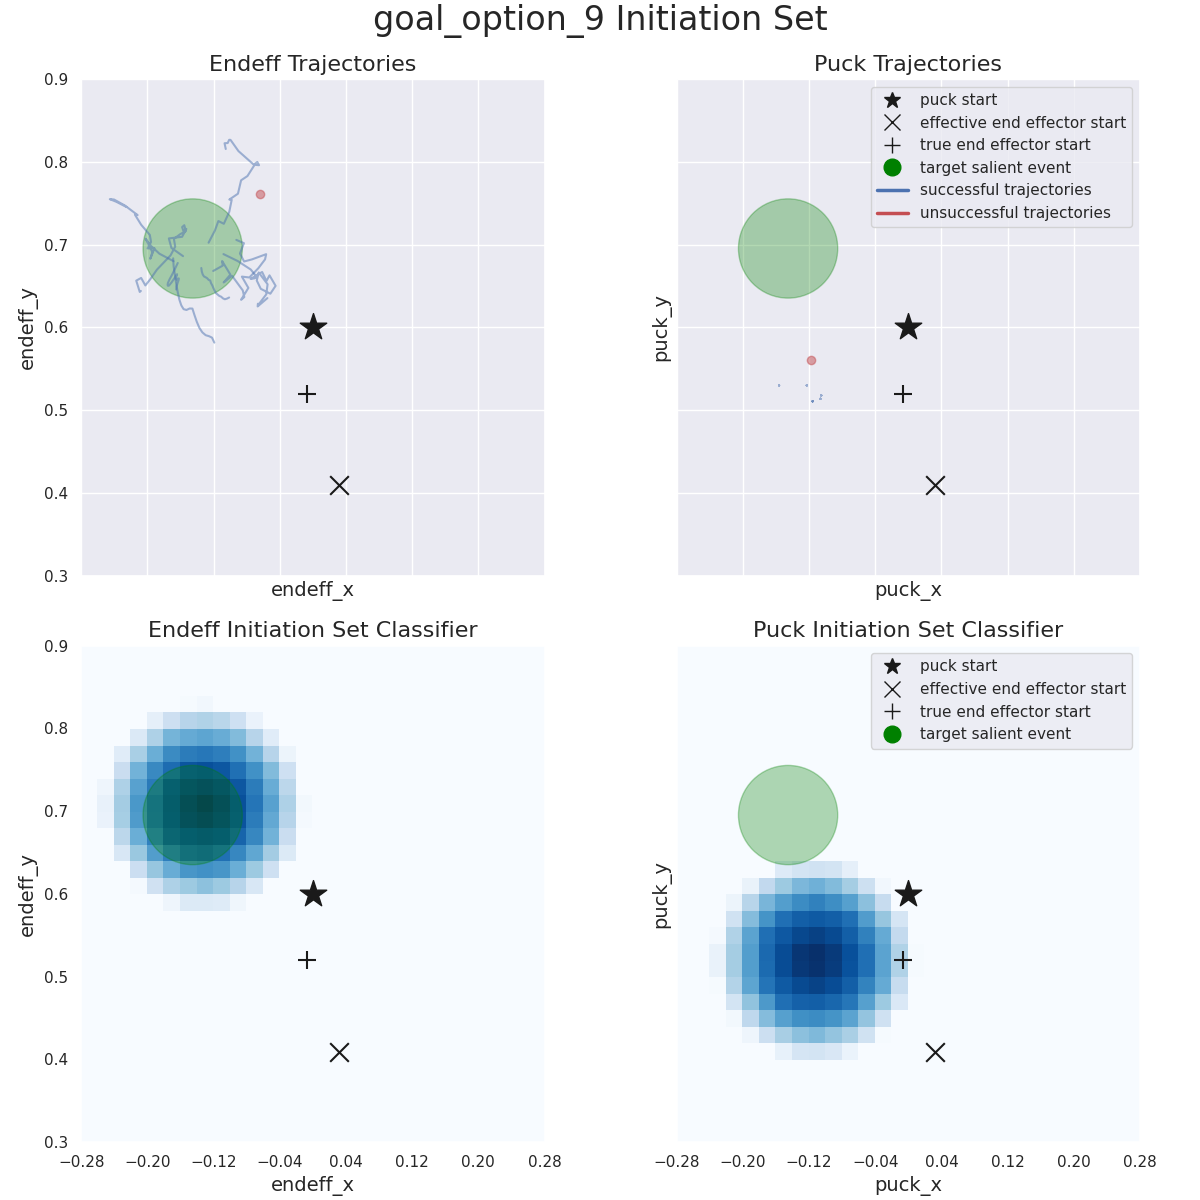 goal_option_9 Initiation Set
Endeff Trajectories
endeff_y
0.9
0.8
0.7
0.6
0.5
0.4
0.3
endeff_x
Puck Trajectories
puck_y
puck start
effective end effector start
true end effector start
target salient event
successful trajectories
unsuccessful trajectories
puck_x
Endeff Initiation Set Classifier
endeff_y
0.9
0.8
0.7
0.6
0.5
0.4
0.3
−0.28 −0.20 −0.12 −0.04 0.04 0.12 0.20 0.28
endeff_x
Puck Initiation Set Classifier
puck_y
puck start
effective end effector start
true end effector start
target salient event
−0.28 −0.20 −0.12 −0.04 0.04 0.12 0.20 0.28
puck_x